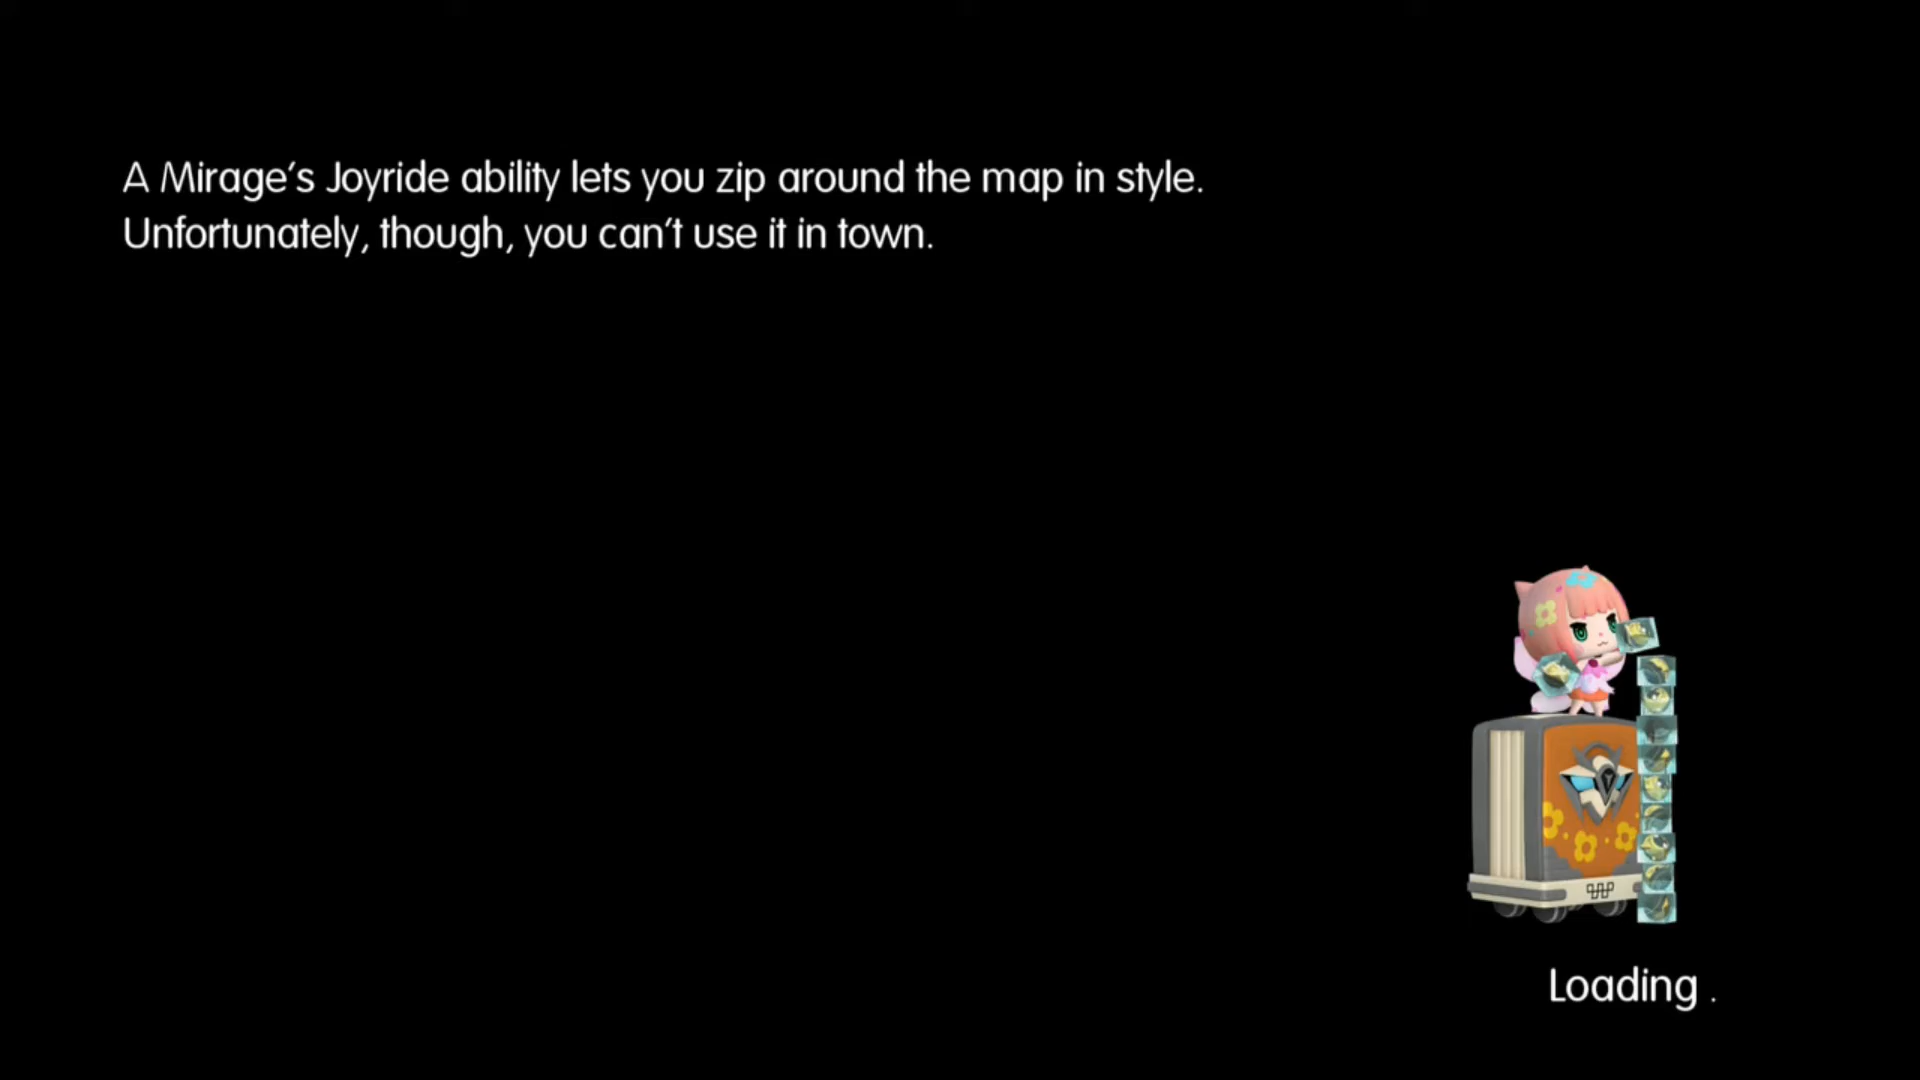 A Mirage's Joyride ability lets you zip around the map in style.
Unfortunately, though, you can't use it in town.
Loading .